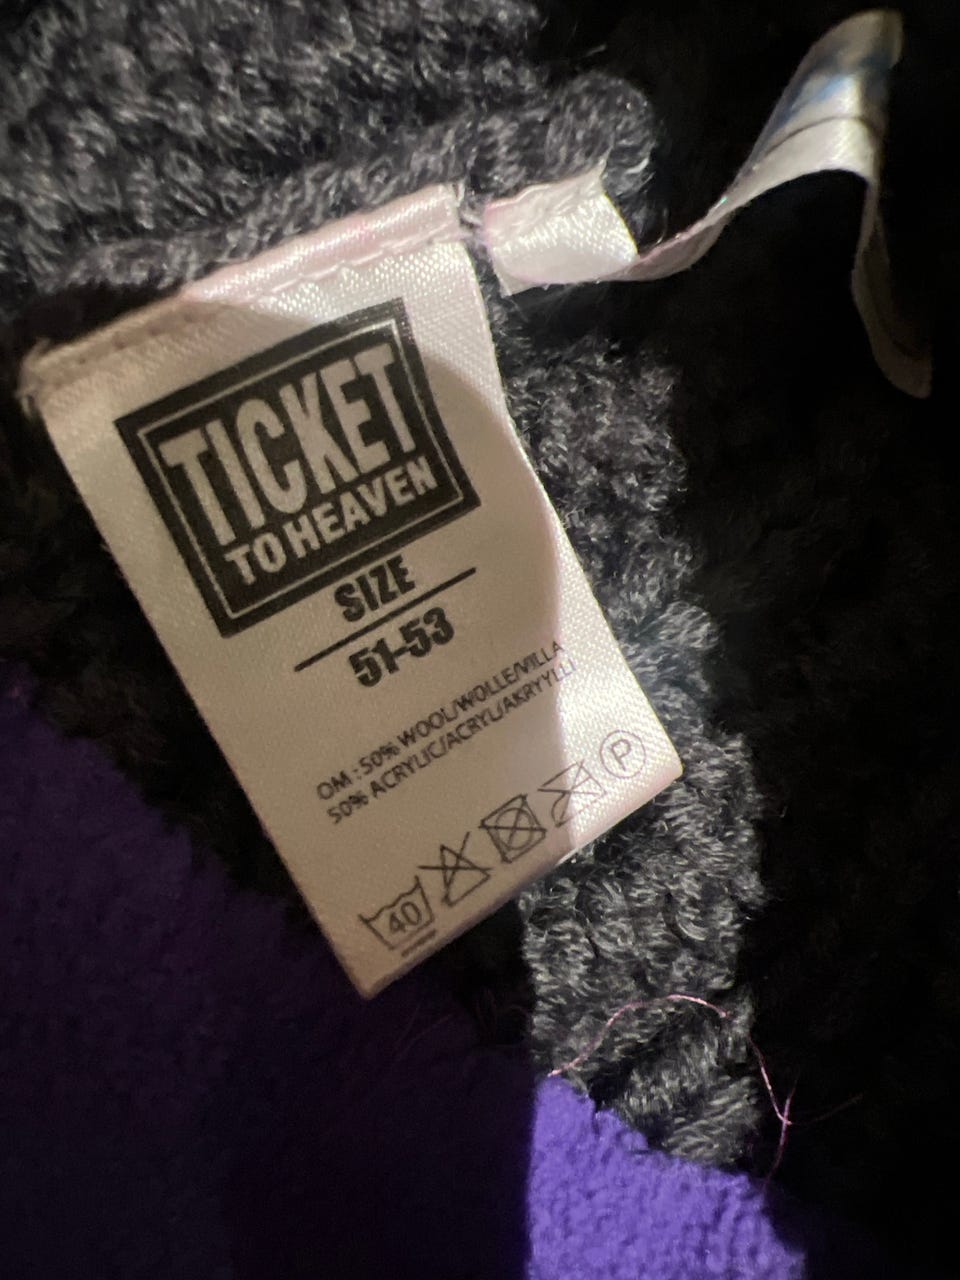 TICKET
TO HEAVEN
SIZE
51-53
OM : 50% WOOL/WOLLE/VILLA
50% ACRYLIC/ACRYL/AKRYYLI
40
P